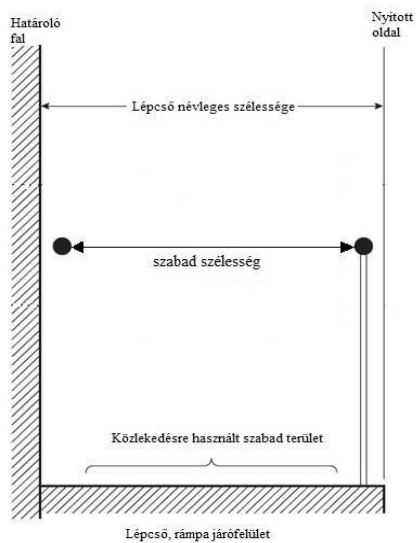 Határoló
fal
Nyitott
oldal
Lépcső névleges szélessége
szabad szélesség
Közlekedésre használt szabad terület
Lépcső, rámpa járófelület